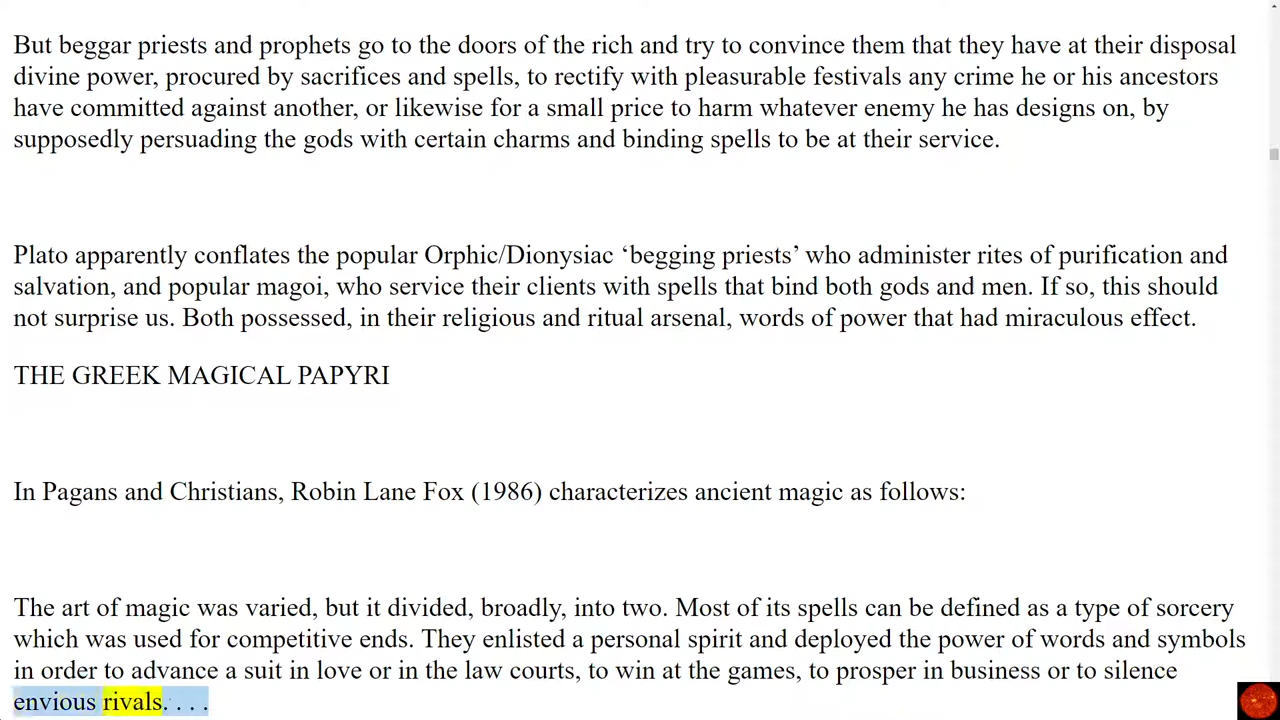 But beggar priests and prophets go to the doors of the rich and try to convince them that they have at their disposal
divine power, procured by sacrifices and spells, to rectify with pleasurable festivals any crime he or his ancestors
have committed against another, or likewise for a small price to harm whatever enemy he has designs on, by
supposedly persuading the gods with certain charms and binding spells to be at their service.
Plato apparently conflates the popular Orphic/Dionysiac ‘begging priests’ who administer rites of purification and
salvation, and popular magoi, who service their clients with spells that bind both gods and men. If so, this should
not surprise us. Both possessed, in their religious and ritual arsenal, words of power that had miraculous effect.
THE GREEK MAGICAL PAPYRI
In Pagans and Christians, Robin Lane Fox (1986) characterizes ancient magic as follows:
The art of magic was varied, but it divided, broadly, into two. Most of its spells can be defined as a type of sorcery
which was used for competitive ends. They enlisted a personal spirit and deployed the power of words and symbols
in order to advance a suit in love or in the law courts, to win at the games, to prosper in business or to silence
envious rivals. . . .